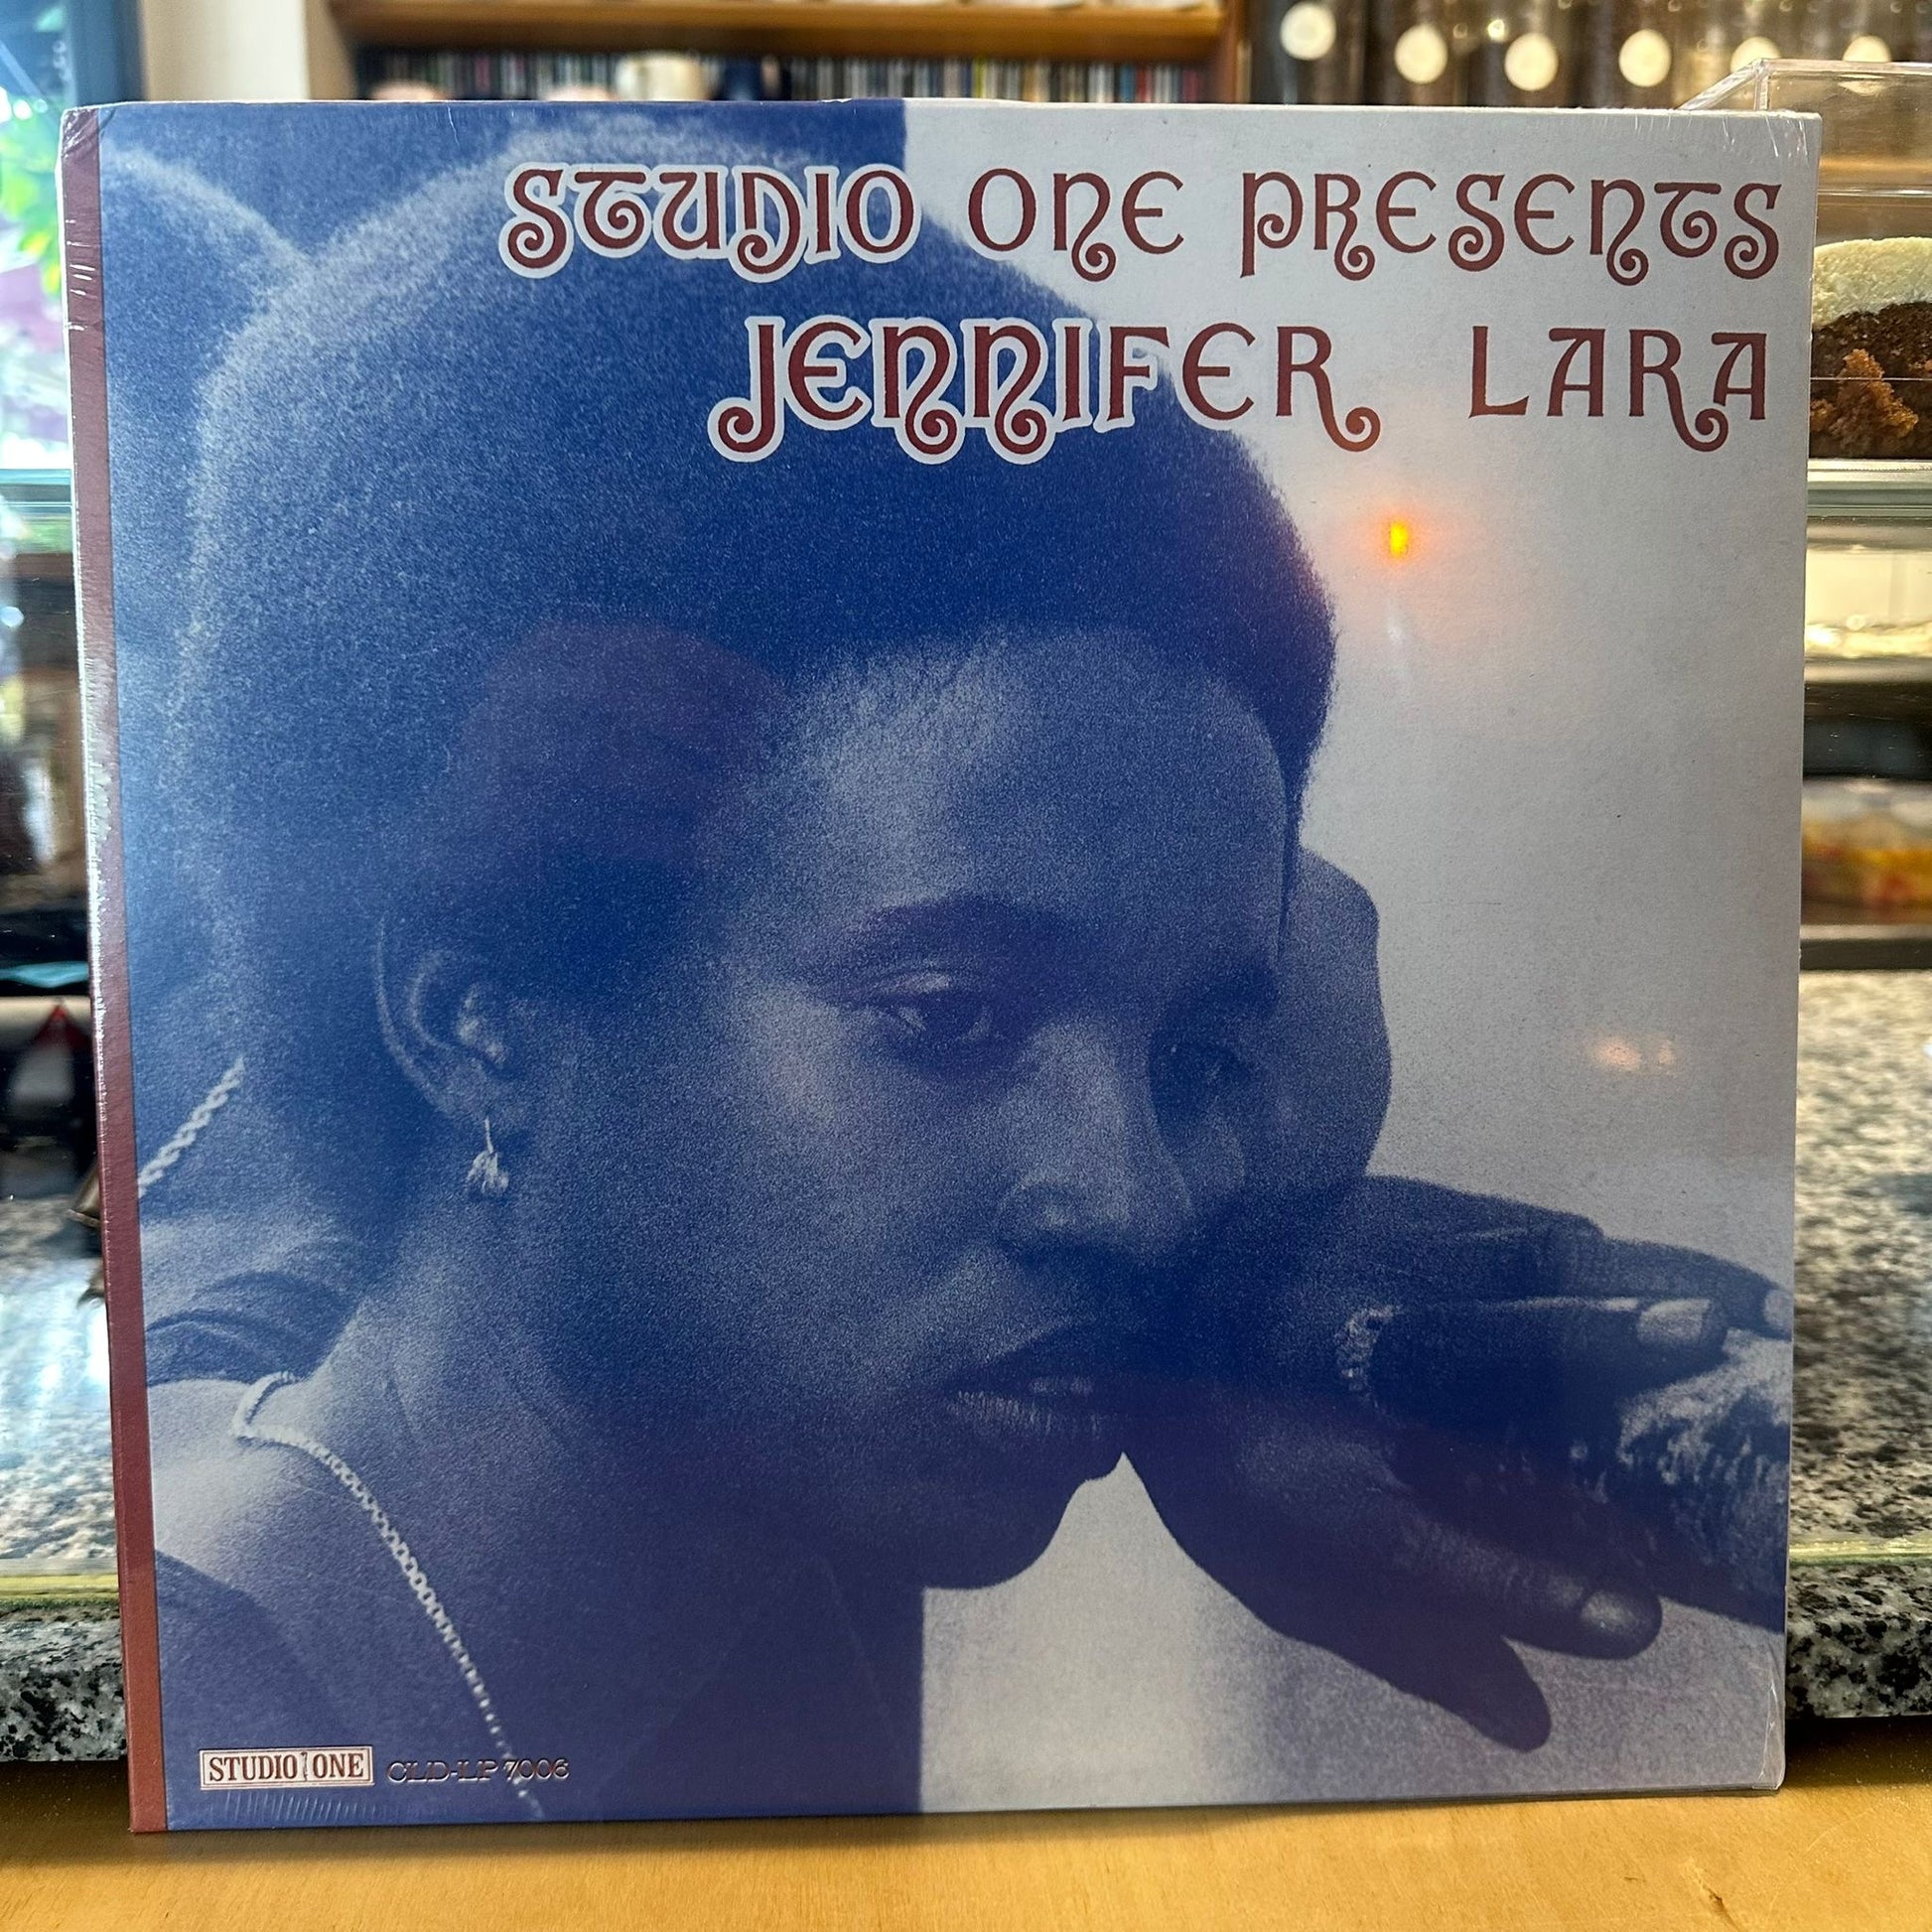 STUDIO ONE PRESENTS
JENNIFER LARA
STUDIO ONE CLD-LP 7006